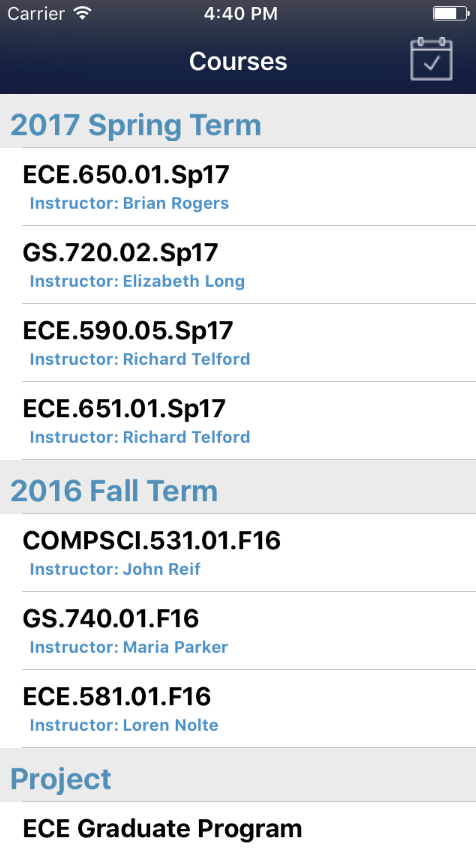 Carrier 4:40 PM
Courses
2017 Spring Term
ECE.650.01.Sp17
Instructor: Brian Rogers
GS.720.02.Sp17
Instructor: Elizabeth Long
ECE.590.05.Sp17
Instructor: Richard Telford
ECE.651.01.Sp17
Instructor: Richard Telford
2016 Fall Term
COMPSCI.531.01.F16
Instructor: John Reif
GS.740.01.F16
Instructor: Maria Parker
ECE.581.01.F16
Instructor: Loren Nolte
Project
ECE Graduate Program